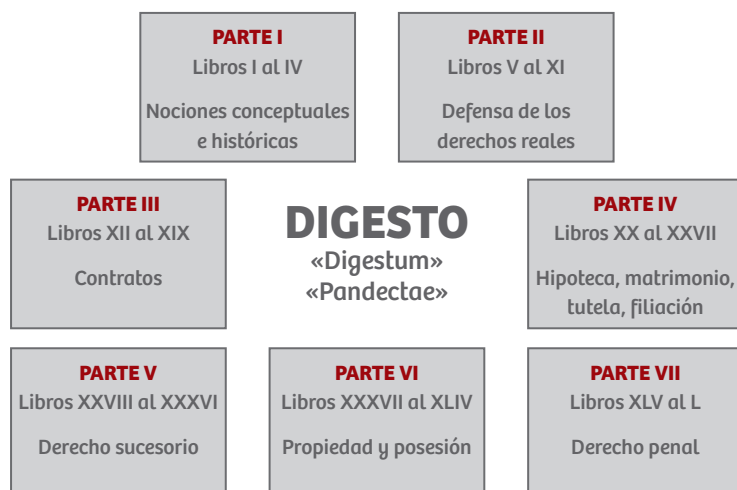 PARTE I
Libros I al IV
Nociones conceptuales
e históricas
PARTE II
Libros V al XI
Defensa de los
derechos reales
PARTE III
Libros XII al XIX
Contratos
DIGESTO
«Digestum»
«Pandectae»
PARTE IV
Libros XX al XXVII
Hipoteca, matrimonio,
tutela, filiación
PARTE V
Libros XXVIII al XXXVI
Derecho sucesorio
PARTE VI
Libros XXXVII al XLIV
Propiedad y posesión
PARTE VII
Libros XLV al L
Derecho penal